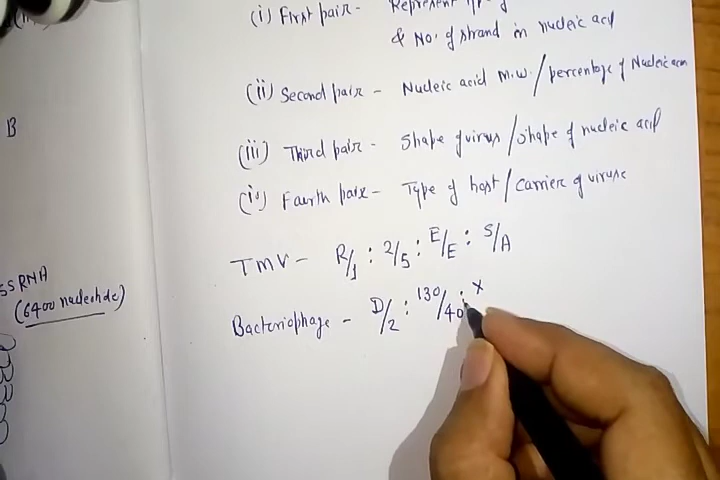 (i) First pair - Represent
& No. of strand in nucleic acid
(ii) Second pair - Nucleic acid M.W. / percentage of Nucleic
B
(iii) Third pair - Shape of virus / shape of nucleic acid
(iv) Fourth pair - Type of host / Carrier of viruse
TMV - R/1 : 2/5 : E/E : S/A
SSRNA
(6400 nucleotide)
Bacteriophage - D/2 : 130/40 : X